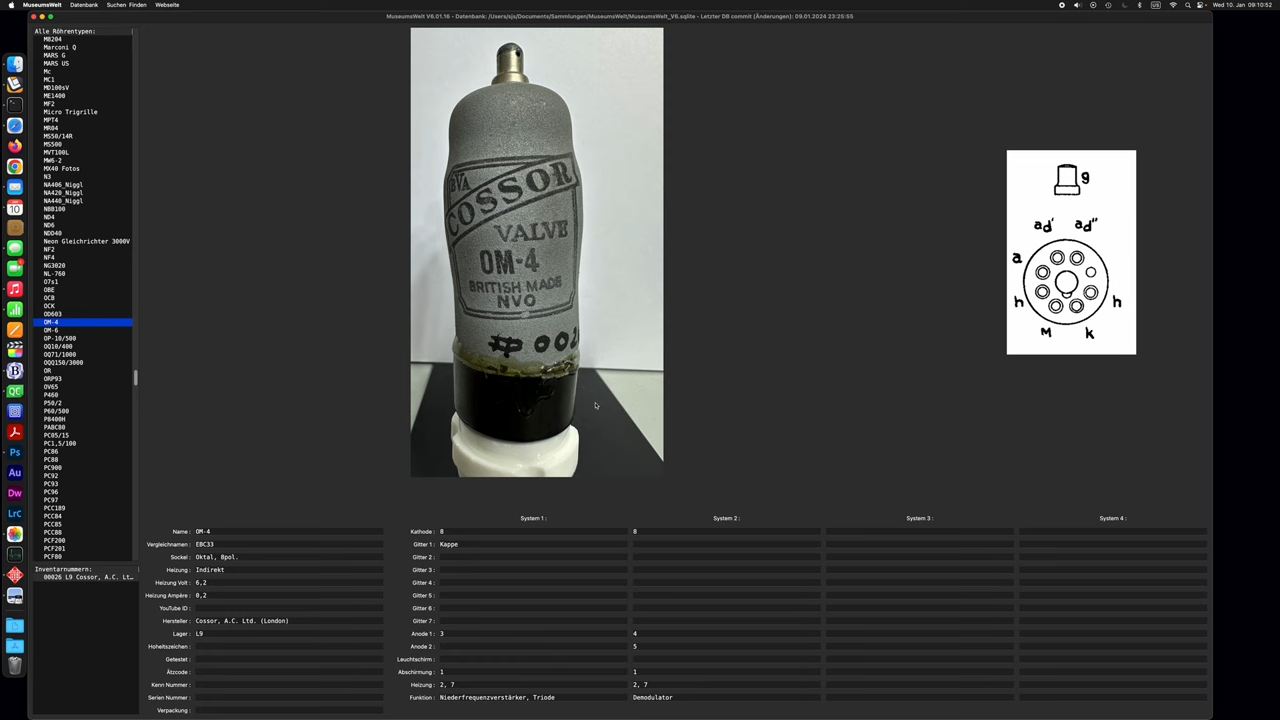 MuseumsWelt Datenbank Suchen Finden Webseite
US
Wed 10. Jan 09:10:52
MuseumsWelt V6.01.16 - Datenbank: /Users/sjs/Documents/Sammlungen/MuseumsWelt/MuseumsWelt_V6.sqlite - Letzter DB commit (Änderungen): 09.01.2024 23:25:55
Alle Röhrentypen:
M8204
Marconi Q
MARS G
MARS US
Mc
MC1
MD100sV
ME1400
MF2
Micro Trigrille
MPT4
MR04
MS50/14R
MS500
MVT100L
MW6-2
MX40 Fotos
N3
NA406_Niggl
NA420_Niggl
NA440_Niggl
NBB100
ND4
ND6
NDD40
Neon Gleichrichter 3000V
NF2
NF4
NG3020
NL-760
O7s1
OBE
OCB
OCK
OD603
OM-4
OM-6
OP-10/500
OQ10/400
OQ71/1000
OQQ150/3000
OR
ORP93
OV65
P460
P50/2
P60/500
P8400H
PABC80
PC05/15
PC1,5/100
PC86
PC88
PC900
PC92
PC93
PC96
PC97
PCC189
PCC84
PCC85
PCC88
PCF200
PCF201
PCF80
Inventarnummern:
00026 L9 Cossor, A.C. Lt…
BVA
COSSOR
VALVE
OM-4
BRITISH MADE
NVO
002
g
ad' ad"
a
h h
M k
System 1 : System 2 : System 3 : System 4 :
Name : OM-4 Kathode : 8 8
Vergleichnamen : EBC33 Gitter 1 : Kappe
Sockel : Oktal, 8pol. Gitter 2 :
Heizung : Indirekt Gitter 3 :
Heizung Volt : 6,2 Gitter 4 :
Heizung Ampère : 0,2 Gitter 5 :
YouTube ID : Gitter 6 :
Hersteller : Cossor, A.C. Ltd. (London) Gitter 7 :
Lager : L9 Anode 1 : 3 4
Hoheitszeichen : Anode 2 : 5
Getestet : Leuchtschirm :
Ätzcode : Abschirmung : 1 1
Kenn Nummer : Heizung : 2, 7 2, 7
Serien Nummer : Funktion : Niederfrequenzverstärker, Triode Demodulator
Verpackung :
10
QC
Ps
Au
Dw
LrC